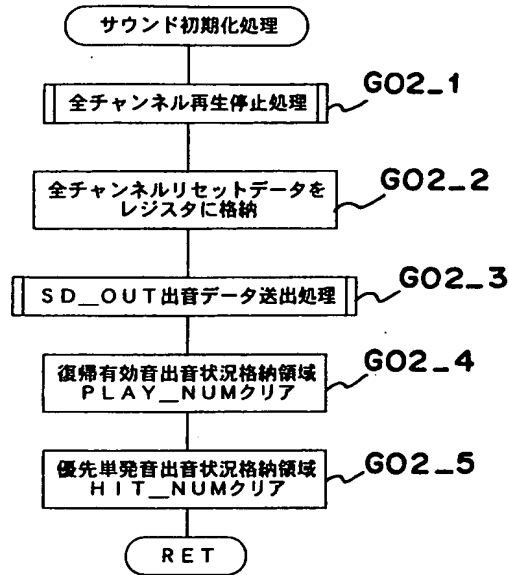 サウンド初期化処理
全チャンネル再生停止処理
G02_1
全チャンネルリセットデータを
レジスタに格納
G02_2
SD__OUT出音データ送出処理
G02_3
復帰有効音出音状況格納領域
PLAY__NUMクリア
G02_4
優先単発音出音状況格納領域
HIT__NUMクリア
G02_5
RET